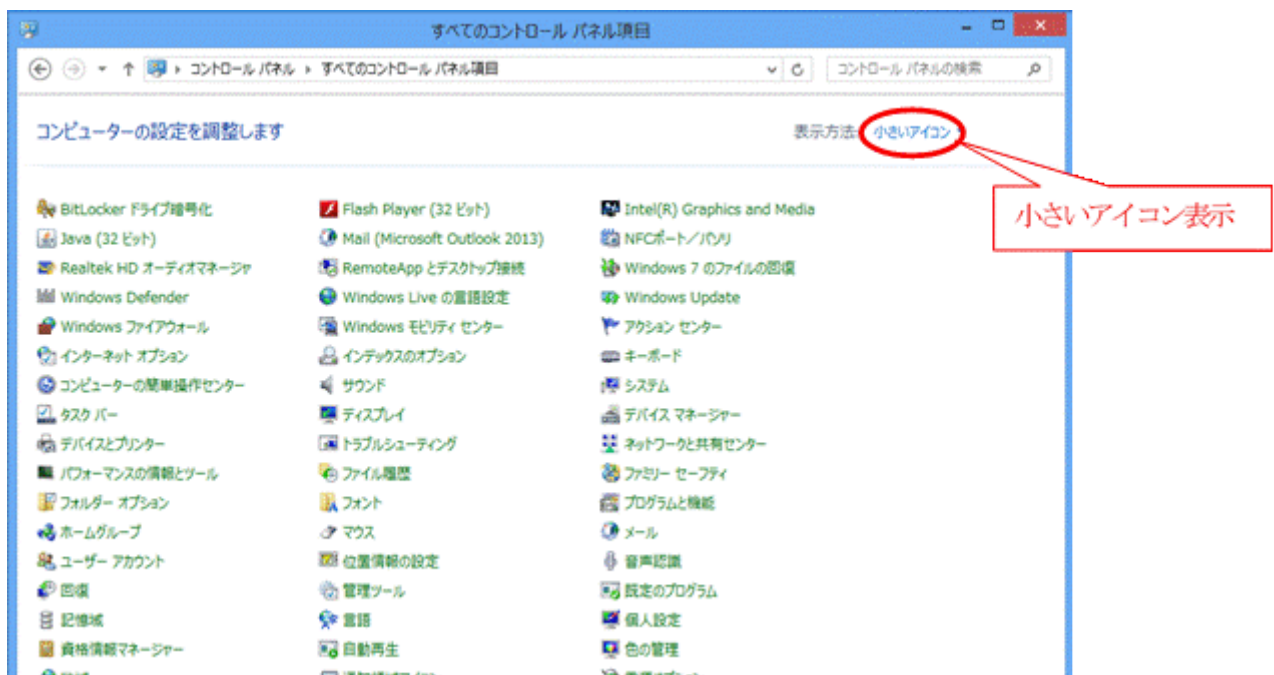 すべてのコントロール パネル項目
コントロール パネル すべてのコントロール パネル項目 コントロール パネルの検索
コンピューターの設定を調整します 表示方法: 小さいアイコン
小さいアイコン表示
BitLocker ドライブ暗号化 Flash Player (32 ビット) Intel(R) Graphics and Media
Java (32 ビット) Mail (Microsoft Outlook 2013) NFCポート/パソリ
Realtek HD オーディオマネージャ RemoteApp とデスクトップ接続 Windows 7 のファイルの回復
Windows Defender Windows Live の言語設定 Windows Update
Windows ファイアウォール Windows モビリティ センター アクション センター
インターネット オプション インデックスのオプション キーボード
コンピューターの簡単操作センター サウンド システム
タスク バー ディスプレイ デバイス マネージャー
デバイスとプリンター トラブルシューティング ネットワークと共有センター
パフォーマンスの情報とツール ファイル履歴 ファミリー セーフティ
フォルダー オプション フォント プログラムと機能
ホームグループ マウス メール
ユーザー アカウント 位置情報の設定 音声認識
回復 管理ツール 既定のプログラム
記憶域 言語 個人設定
資格情報マネージャー 自動再生 色の管理